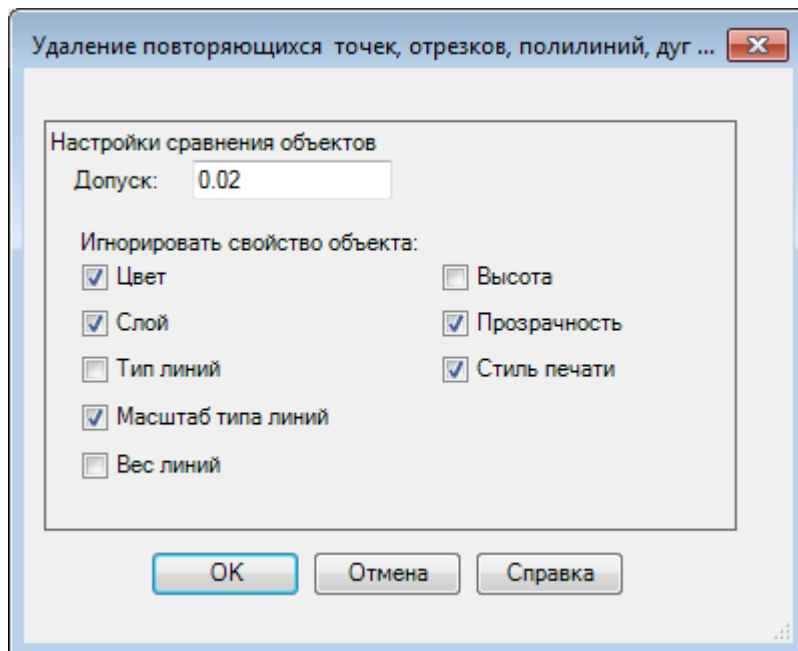 Удаление повторяющихся точек, отрезков, полилиний, дуг ...
Настройки сравнения объектов
Допуск: 0.02
Игнорировать свойство объекта:
Цвет
Высота
Слой
Прозрачность
Тип линий
Стиль печати
Масштаб типа линий
Вес линий
OK
Отмена
Справка